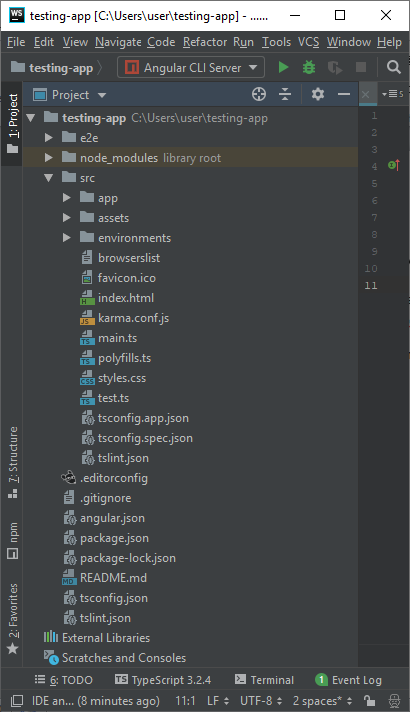 WS testing-app [C:\Users\user\testing-app] - ......
File Edit View Navigate Code Refactor Run Tools VCS Window Help
testing-app Angular CLI Server
1: Project
Project
testing-app C:\Users\user\testing-app
e2e
node_modules library root
src
app
assets
environments
browserslist
favicon.ico
index.html
karma.conf.js
main.ts
polyfills.ts
styles.css
test.ts
tsconfig.app.json
tsconfig.spec.json
tslint.json
.editorconfig
.gitignore
angular.json
package.json
package-lock.json
README.md
tsconfig.json
tslint.json
External Libraries
Scratches and Consoles
s
1
2
3
4
5
6
7
8
9
10
11
7: Structure
npm
2: Favorites
6: TODO TS TypeScript 3.2.4 Terminal 1 Event Log
IDE an... (8 minutes ago) 11:1 LF UTF-8 2 spaces*